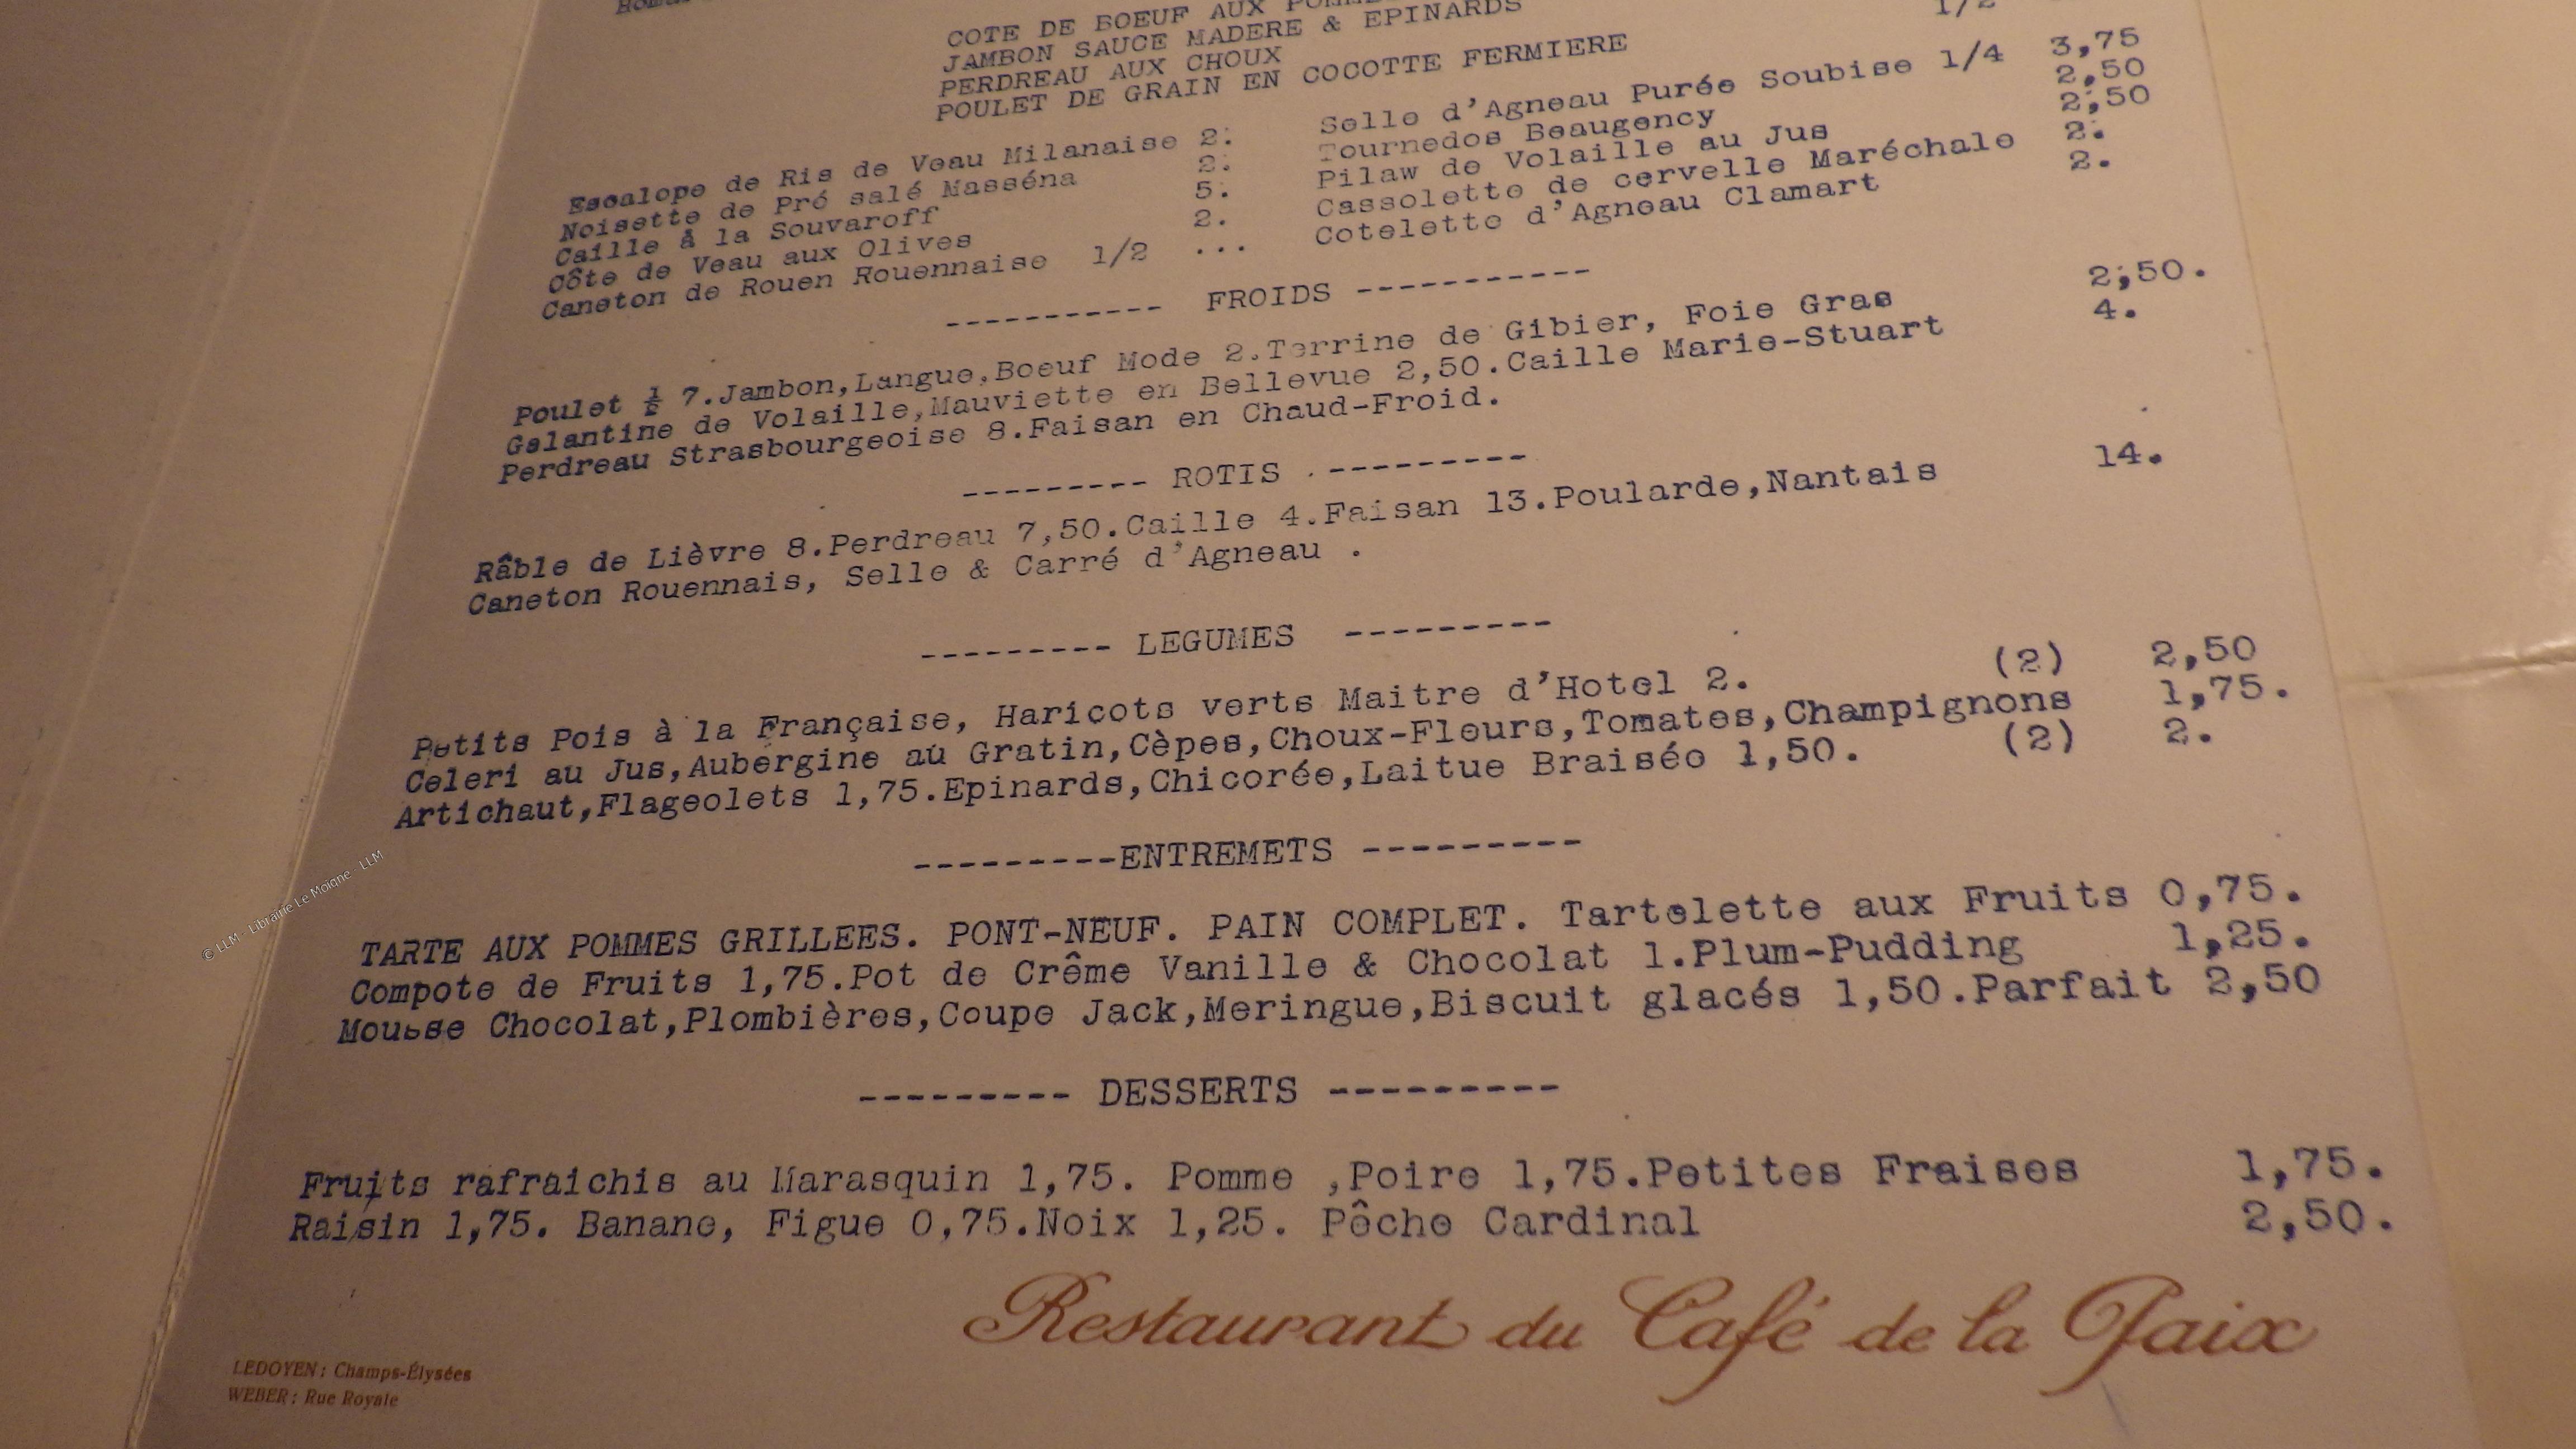 COTE DE BOEUF AUX
JAMBON SAUCE MADERE & EPINARDS
PERDREAU AUX CHOUX
POULET DE GRAIN EN COCOTTE FERMIERE
1/2
Selle d'Agneau Purée Soubise 1/4 3,75
Escalope de Ris de Veau Milanaise 2. Tournedos Beaugency 2,50
Noisette de Pré salé Masséna 2. Pilaw de Volaille au Jus 2,50
Caille à la Souvaroff 5. Cassolette de cervelle Maréchale 2.
Côte de Veau aux Olives 2. Cotelette d'Agneau Clamart 2.
Caneton de Rouen Rouennaise 1/2 ...
----------- FROIDS -----------
Poulet ½ 7.Jambon,Langue,Boeuf Mode 2.Terrine de Gibier, Foie Gras 2,50.
Galantine de Volaille,Mauviette en Bellevue 2,50.Caille Marie-Stuart 4.
Perdreau Strasbourgeoise 8.Faisan en Chaud-Froid.
--------- ROTIS ---------
Râble de Lièvre 8.Perdreau 7,50.Caille 4.Faisan 13.Poularde,Nantais 14.
Caneton Rouennais, Selle & Carré d'Agneau .
--------- LEGUMES ---------
Petits Pois à la Française, Haricots verts Maitre d'Hotel 2. (2) 2,50
Celeri au Jus,Aubergine au Gratin,Cèpes,Choux-Fleurs,Tomates,Champignons 1,75.
Artichaut,Flageolets 1,75.Epinards,Chicorée,Laitue Braisée 1,50. (2) 2.
---------ENTREMETS ---------
TARTE AUX POMMES GRILLEES. PONT-NEUF. PAIN COMPLET. Tartelette aux Fruits 0,75.
Compote de Fruits 1,75.Pot de Crême Vanille & Chocolat 1.Plum-Pudding 1,25.
Mousse Chocolat,Plombières,Coupe Jack,Meringue,Biscuit glacés 1,50.Parfait 2,50
--------- DESSERTS ---------
Fruits rafraichis au Marasquin 1,75. Pomme ,Poire 1,75.Petites Fraises 1,75.
Raisin 1,75. Banane, Figue 0,75.Noix 1,25. Pêche Cardinal 2,50.
Restaurant du Café de la Paix
LEDOYEN : Champs-Élysées
WEBER : Rue Royale
© LLM - Librairie Le Moigne - LLM